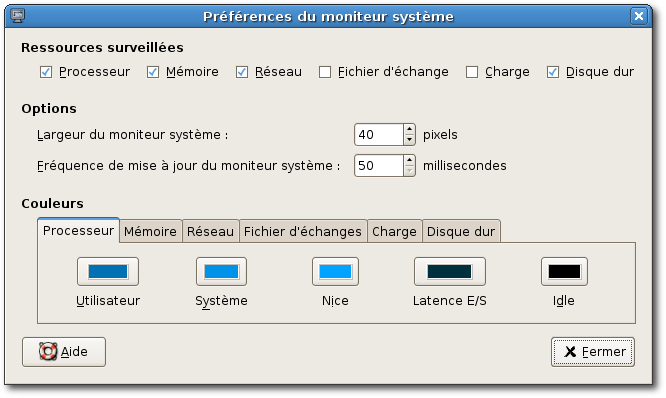 Préférences du moniteur système
Ressources surveillées
Processeur Mémoire Réseau Fichier d'échange Charge Disque dur
Options
Largeur du moniteur système : 40 pixels
Fréquence de mise à jour du moniteur système : 50 millisecondes
Couleurs
Processeur Mémoire Réseau Fichier d'échanges Charge Disque dur
Utilisateur Système Nice Latence E/S Idle
Aide Fermer